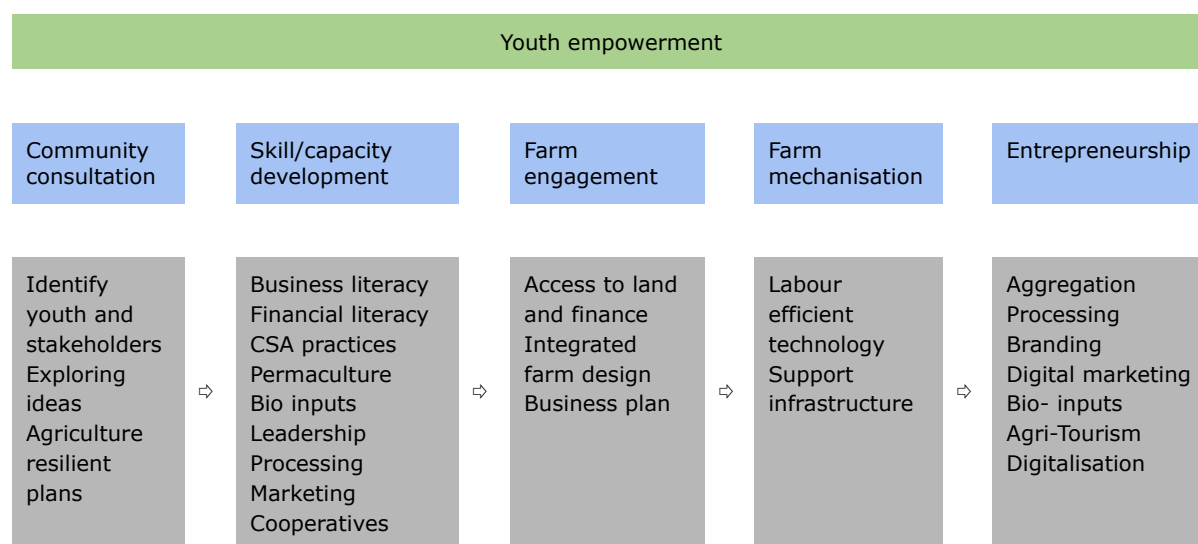 Youth empowerment
Community
consultation
Skill/capacity
development
Farm
engagement
Farm
mechanisation
Entrepreneurship
Identify
youth and
stakeholders
Exploring
ideas
Agriculture
resilient
plans
⇨
Business literacy
Financial literacy
CSA practices
Permaculture
Bio inputs
Leadership
Processing
Marketing
Cooperatives
⇨
Access to land
and finance
Integrated
farm design
Business plan
⇨
Labour
efficient
technology
Support
infrastructure
⇨
Aggregation
Processing
Branding
Digital marketing
Bio- inputs
Agri-Tourism
Digitalisation